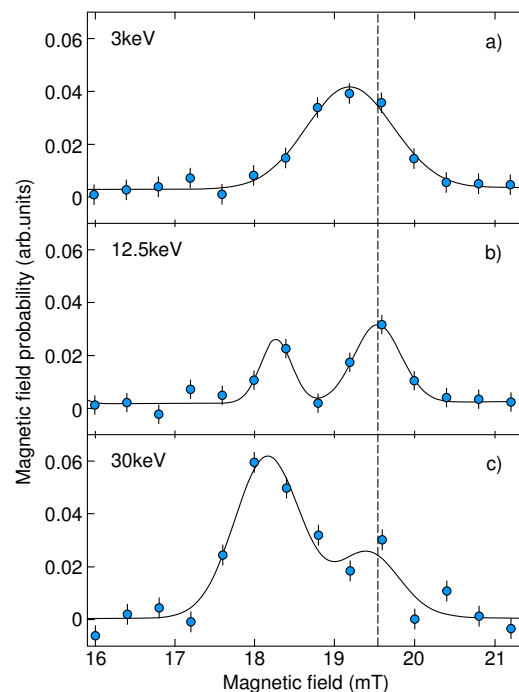 3keV
a)
0.06
0.04
0.02
0
12.5keV
b)
0.06
0.04
0.02
0
30keV
c)
0.06
0.04
0.02
0
16 17 18 19 20 21
Magnetic field (mT)
Magnetic field probability (arb.units)